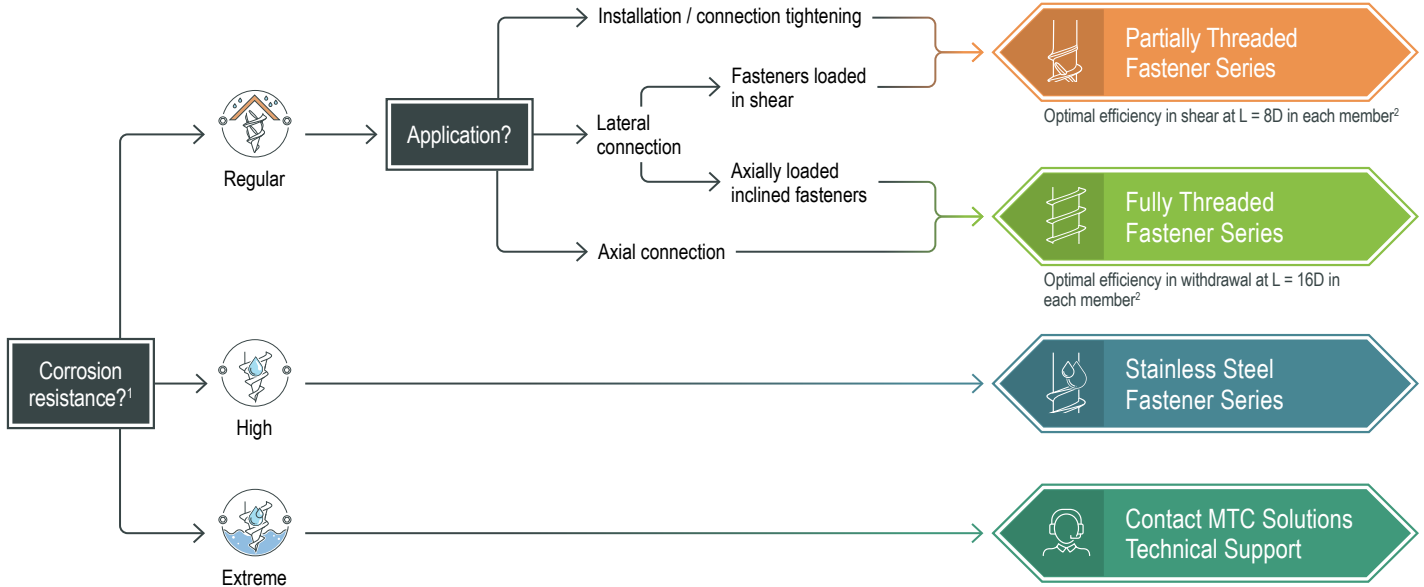 Installation / connection tightening
Partially Threaded
Fastener Series
Fasteners loaded
in shear
Optimal efficiency in shear at L = 8D in each member²
Application?
Lateral
connection
Regular
Axially loaded
inclined fasteners
Fully Threaded
Fastener Series
Axial connection
Optimal efficiency in withdrawal at L = 16D in
each member²
Corrosion
resistance?¹
High
Stainless Steel
Fastener Series
Extreme
Contact MTC Solutions
Technical Support